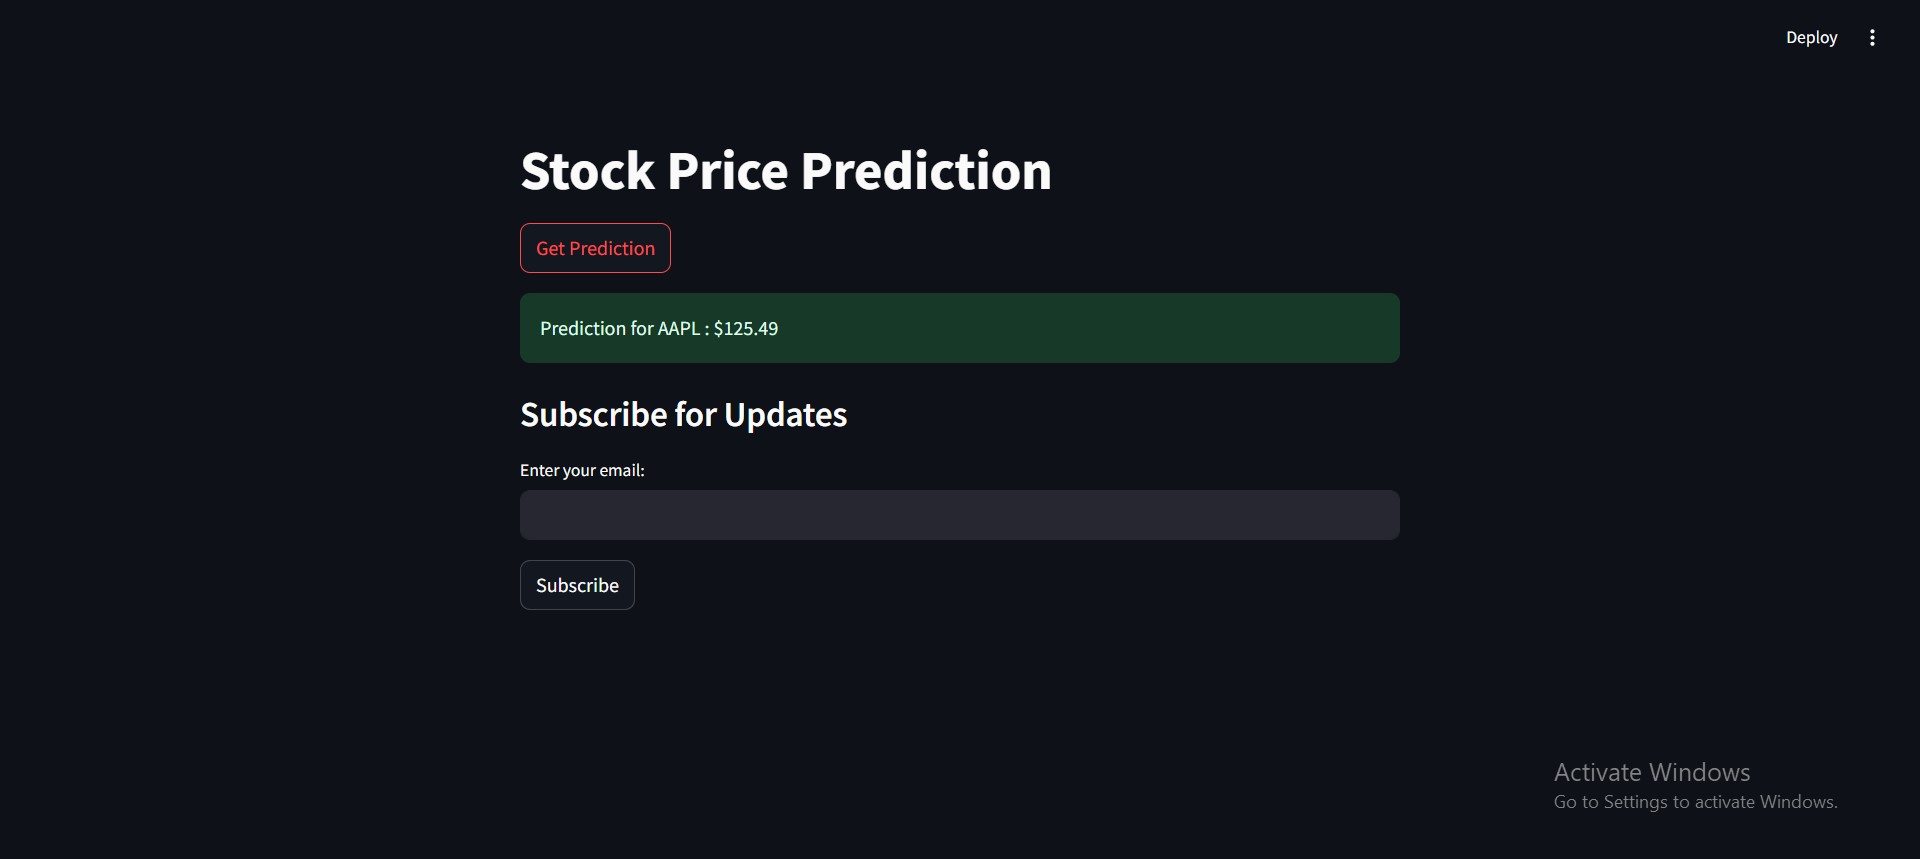 Deploy
Stock Price Prediction
Get Prediction
Prediction for AAPL : $125.49
Subscribe for Updates
Enter your email:
Subscribe
Activate Windows
Go to Settings to activate Windows.